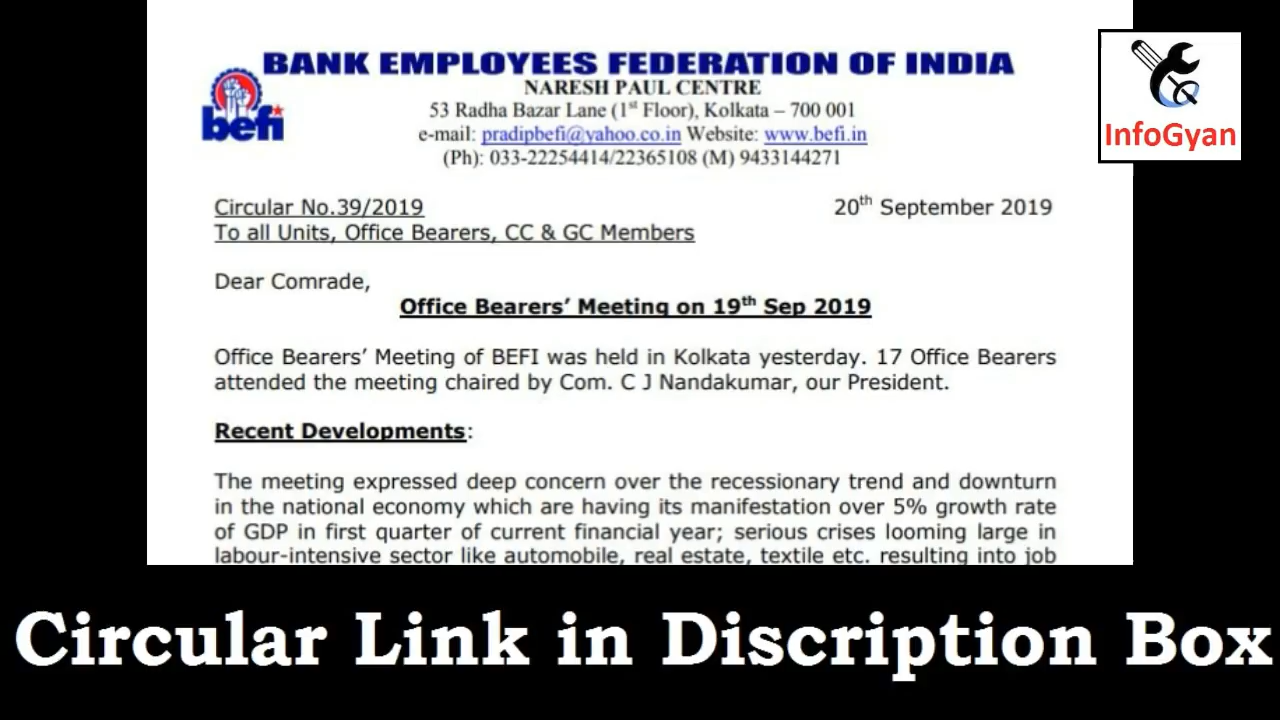 BANK EMPLOYEES FEDERATION OF INDIA
NARESH PAUL CENTRE
53 Radha Bazar Lane (1st Floor), Kolkata – 700 001
e-mail: pradipbefi@yahoo.co.in Website: www.befi.in
(Ph): 033-22254414/22365108 (M) 9433144271
befi
InfoGyan
Circular No.39/2019 20th September 2019
To all Units, Office Bearers, CC & GC Members
Dear Comrade,
Office Bearers’ Meeting on 19th Sep 2019
Office Bearers’ Meeting of BEFI was held in Kolkata yesterday. 17 Office Bearers
attended the meeting chaired by Com. C J Nandakumar, our President.
Recent Developments:
The meeting expressed deep concern over the recessionary trend and downturn
in the national economy which are having its manifestation over 5% growth rate
of GDP in first quarter of current financial year; serious crises looming large in
labour-intensive sector like automobile, real estate, textile etc. resulting into job
Circular Link in Discription Box